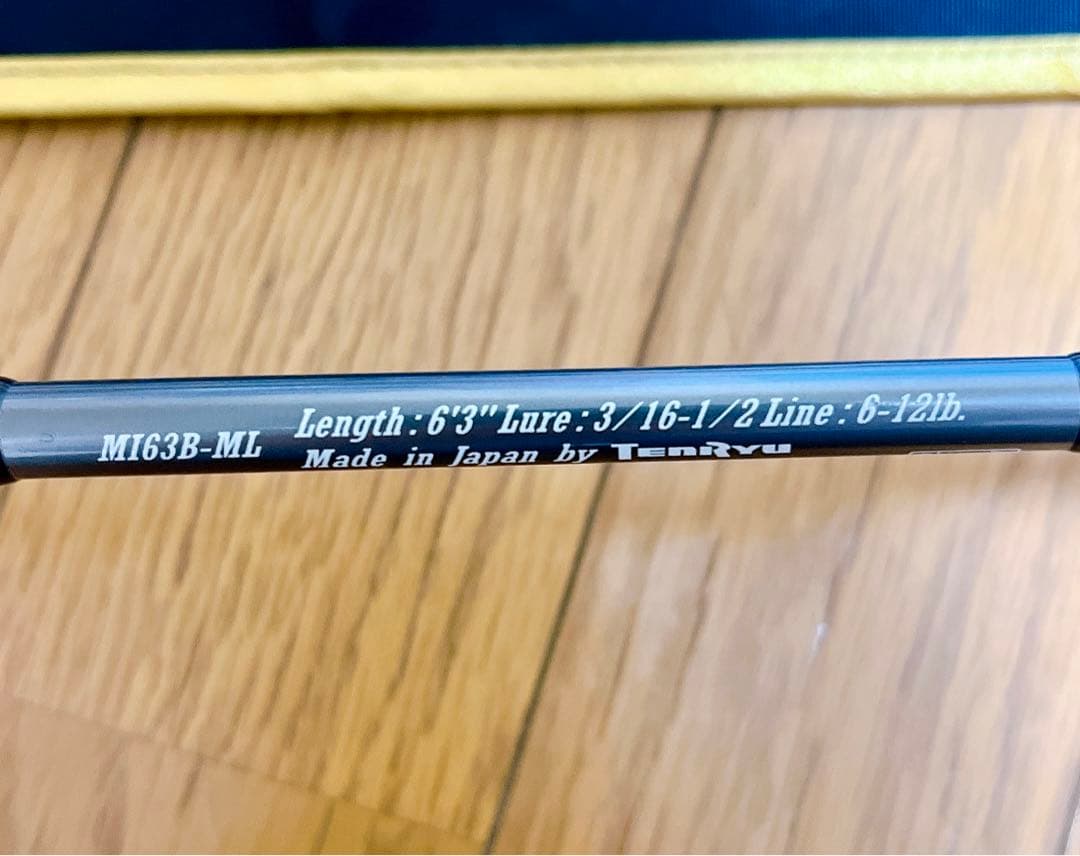 MI63B-ML
Length : 6'3" Lure : 3/16-1/2 Line : 6-12lb.
Made in Japan by TENRYU